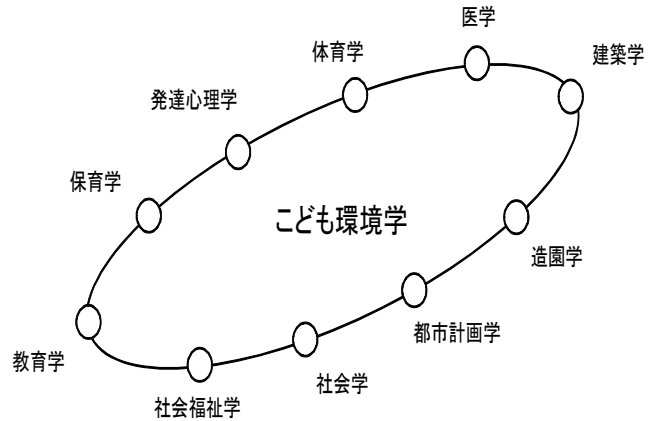 医学
体育学
建築学
発達心理学
保育学
こども環境学
造園学
都市計画学
教育学
社会学
社会福祉学